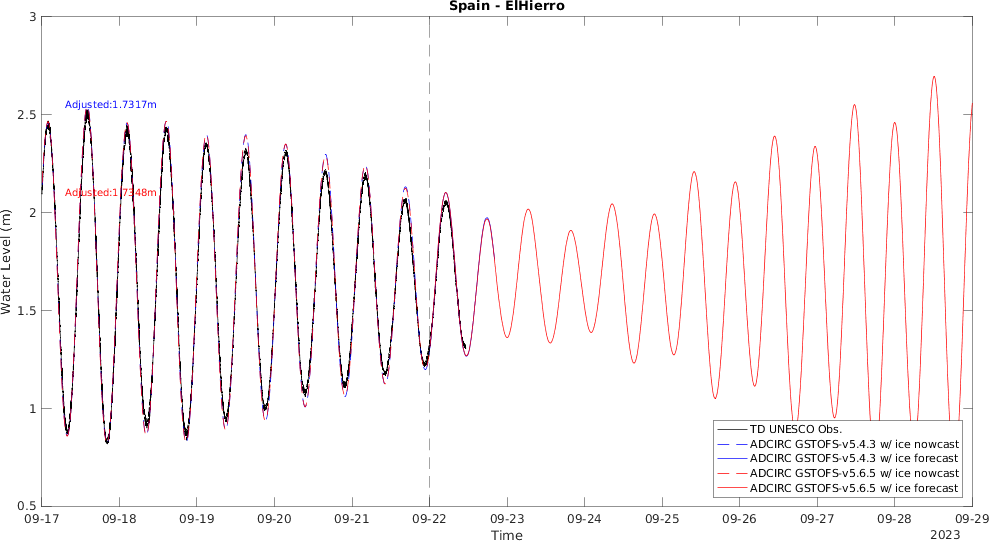 Spain - ElHierro
3
2.5
2
1.5
1
0.5
Water Level (m)
Adjusted:1.7317m
Adjusted:1.7348m
TD UNESCO Obs.
ADCIRC GSTOFS-v5.4.3 w/ ice nowcast
ADCIRC GSTOFS-v5.4.3 w/ ice forecast
ADCIRC GSTOFS-v5.6.5 w/ ice nowcast
ADCIRC GSTOFS-v5.6.5 w/ ice forecast
09-17 09-18 09-19 09-20 09-21 09-22 09-23 09-24 09-25 09-26 09-27 09-28 09-29
Time
2023